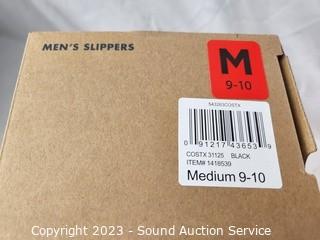 MEN'S SLIPPERS
M
9-10
543263COSTX
0 91217 43653 9
COSTX 31125 BLACK
ITEM# 1416539
Medium 9-10
Copyright © 2023 - Sound Auction Service